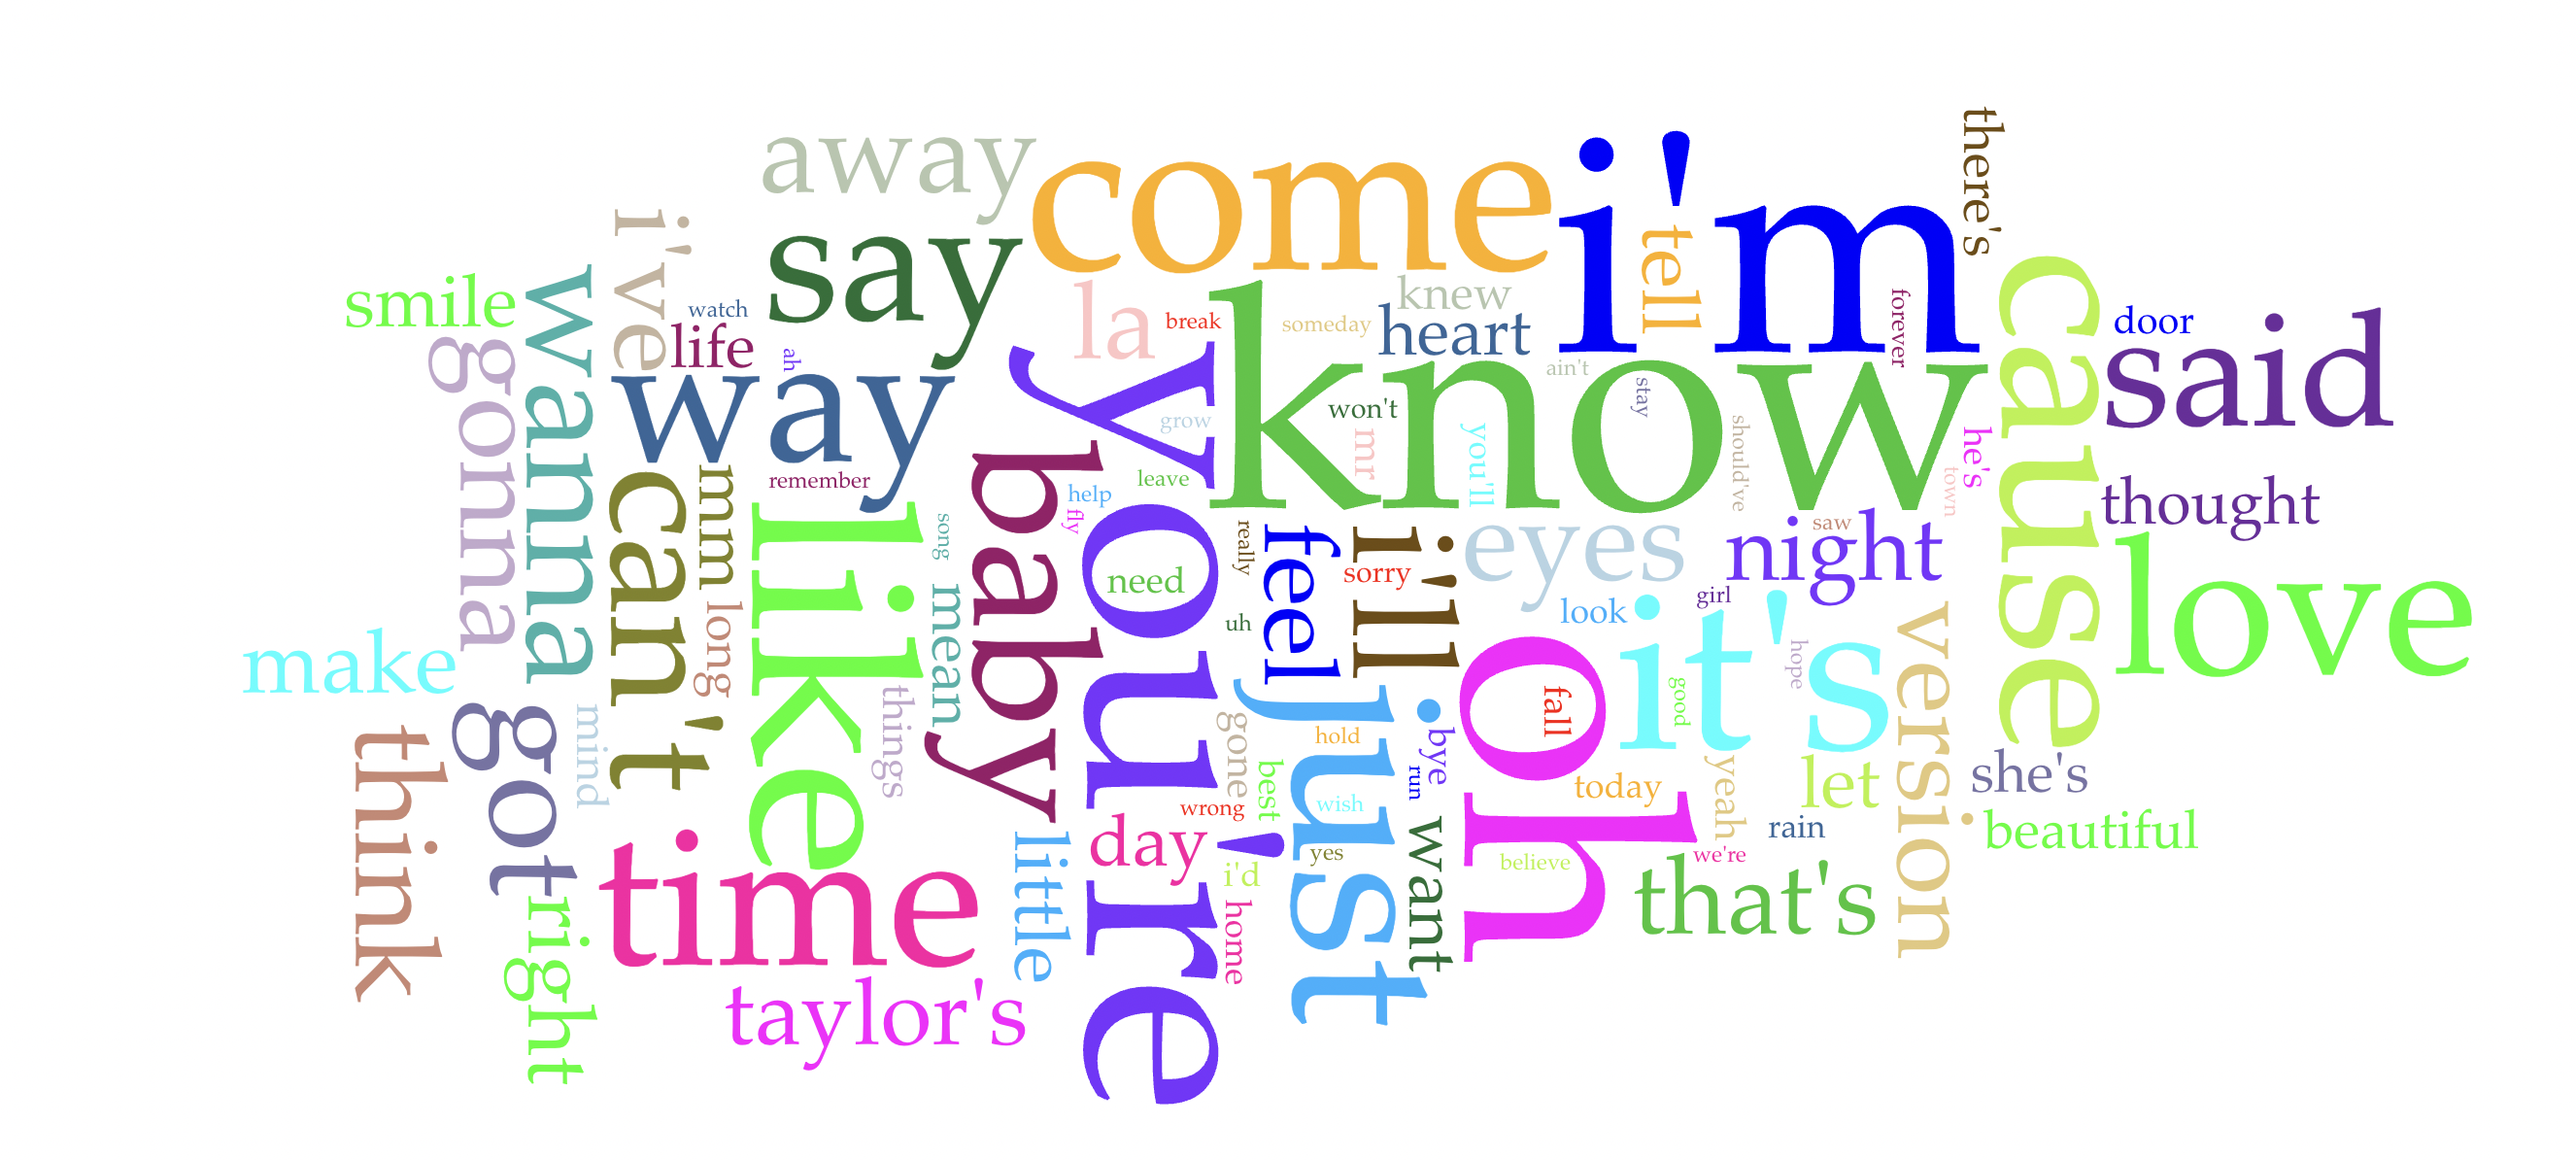 there's
away
come
i'm
i've
say
tell
cause
smile
wanna
watch
life
la
break
someday
knew
heart
forever
door
said
gonna
ah
way
you're
know
ain't
stay
grow
won't
mr
you'll
should've
he's
town
can't
mm
remember
baby
leave
help
fly
thought
like
song
really
feel
i'll
sorry
eyes
saw
night
love
need
long
mean
uh
look
girl
it's
version
make
got
mind
things
gone
just
hold
bye
oh
fall
good
hope
think
best
run
wrong
wish
today
yeah
let
she's
rain
beautiful
time
little
day
i'd
yes
want
believe
we're
that's
right
home
taylor's